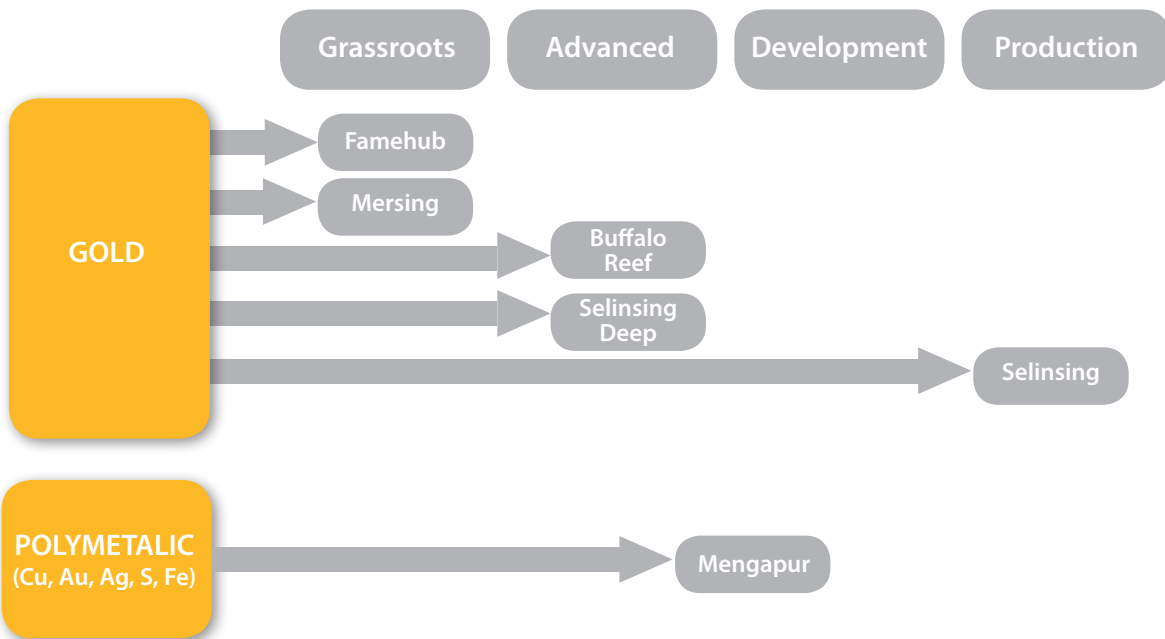 Grassroots
Advanced
Development
Production
GOLD
Famehub
Mersing
Buffalo
Reef
Selinsing
Deep
Selinsing
POLYMETALIC
(Cu, Au, Ag, S, Fe)
Mengapur